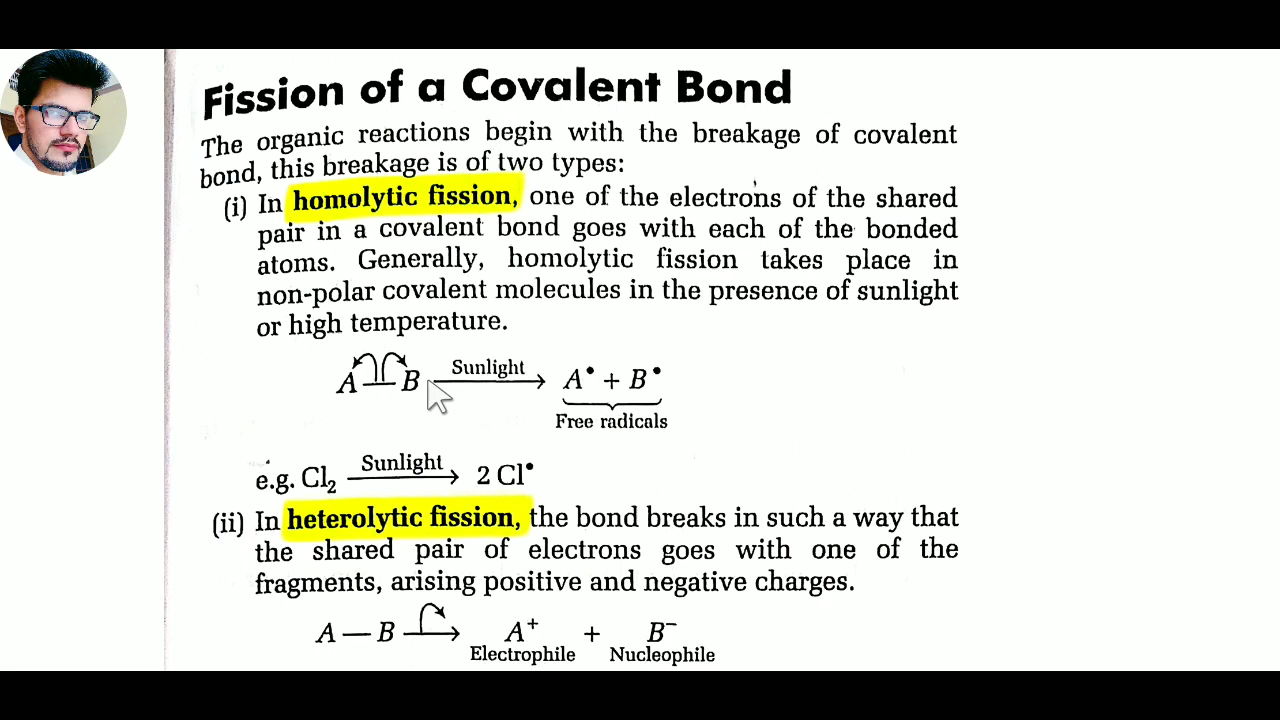 Fission of a Covalent Bond
The organic reactions begin with the breakage of covalent
bond, this breakage is of two types:
(i) In homolytic fission, one of the electrons of the shared
pair in a covalent bond goes with each of the bonded
atoms. Generally, homolytic fission takes place in
non-polar covalent molecules in the presence of sunlight
or high temperature.
A — B Sunlight → A• + B•
Free radicals
e.g. Cl₂ Sunlight → 2 Cl•
(ii) In heterolytic fission, the bond breaks in such a way that
the shared pair of electrons goes with one of the
fragments, arising positive and negative charges.
A — B → A⁺ + B⁻
Electrophile Nucleophile